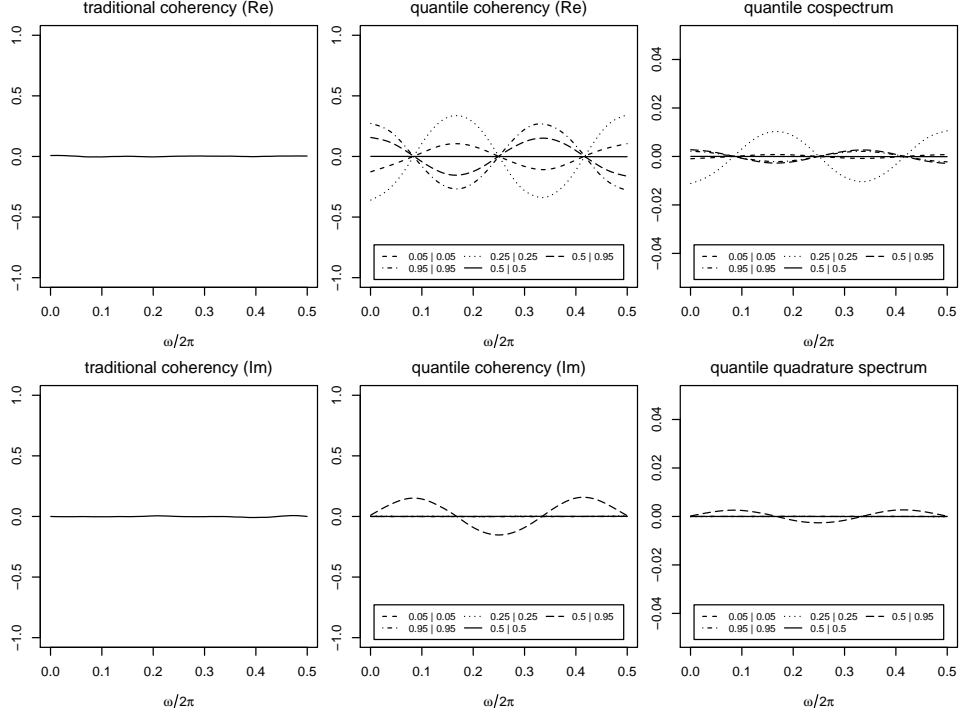 traditional coherency (Re)
1.0
0.5
0.0
−0.5
−1.0
0.0 0.1 0.2 0.3 0.4 0.5
ω/2π
quantile coherency (Re)
1.0
0.5
0.0
−0.5
−1.0
0.05 | 0.05 0.25 | 0.25 0.5 | 0.95
0.95 | 0.95 0.5 | 0.5
0.0 0.1 0.2 0.3 0.4 0.5
ω/2π
quantile cospectrum
0.04
0.02
0.00
−0.02
−0.04
0.05 | 0.05 0.25 | 0.25 0.5 | 0.95
0.95 | 0.95 0.5 | 0.5
0.0 0.1 0.2 0.3 0.4 0.5
ω/2π
traditional coherency (Im)
1.0
0.5
0.0
−0.5
−1.0
0.0 0.1 0.2 0.3 0.4 0.5
ω/2π
quantile coherency (Im)
1.0
0.5
0.0
−0.5
−1.0
0.05 | 0.05 0.25 | 0.25 0.5 | 0.95
0.95 | 0.95 0.5 | 0.5
0.0 0.1 0.2 0.3 0.4 0.5
ω/2π
quantile quadrature spectrum
0.04
0.02
0.00
−0.02
−0.04
0.05 | 0.05 0.25 | 0.25 0.5 | 0.95
0.95 | 0.95 0.5 | 0.5
0.0 0.1 0.2 0.3 0.4 0.5
ω/2π